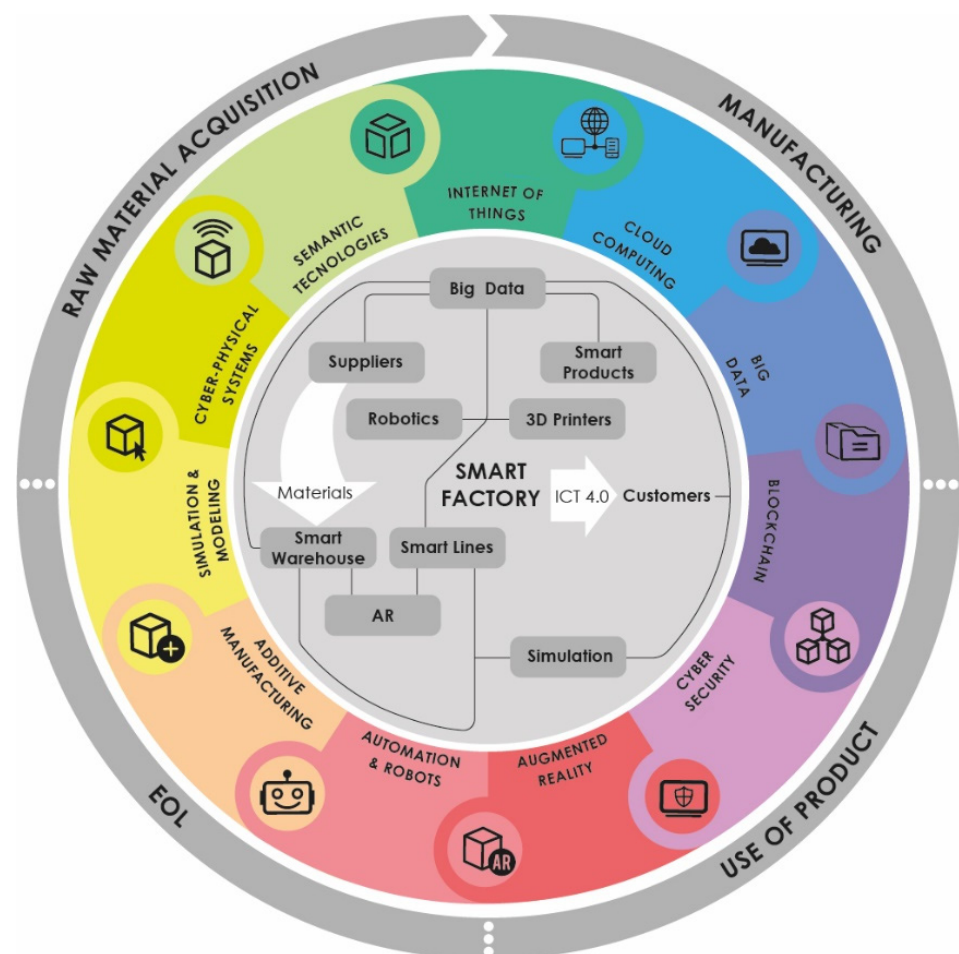 RAW MATERIAL ACQUISITION
MANUFACTURING
USE OF PRODUCT
EOL
INTERNET OF
THINGS
CLOUD
COMPUTING
BIG
DATA
BLOCKCHAIN
CYBER
SECURITY
AUGMENTED
REALITY
AR
AUTOMATION
& ROBOTS
ADDITIVE
MANUFACTURING
SIMULATION &
MODELING
CYBER-PHYSICAL
SYSTEMS
SEMANTIC
TECNOLOGIES
Big Data
Suppliers
Smart
Products
Robotics
3D Printers
Materials
SMART
FACTORY
ICT 4.0
Customers
Smart
Warehouse
Smart Lines
AR
Simulation